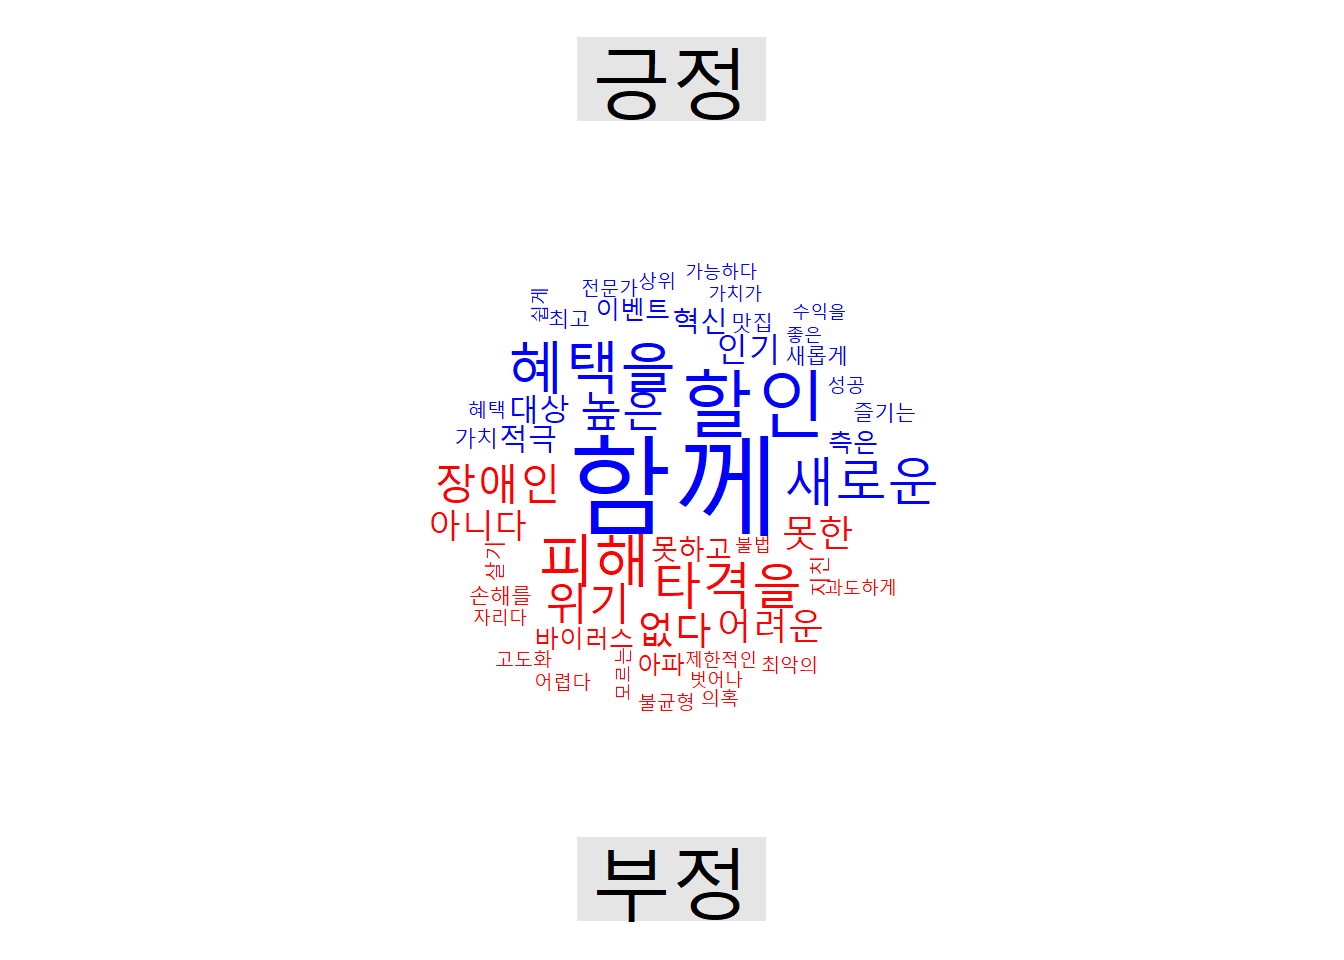 긍정
가능하다
전문가
상위
쉽게
가치가
이벤트
최고
혁신
맛집
수익을
좋은
인기
새롭게
혜택을
할인
성공
혜택
대상
높은
즐기는
가치
적극
측은
함께
새로운
장애인
아니다
못한
피해
못하고
불법
살기
타격을
지친
과도하게
손해를
위기
자리다
바이러스
없다
어려운
고도화
모르는
아파
제한적인
최악의
어렵다
벗어나
불균형
의혹
부정